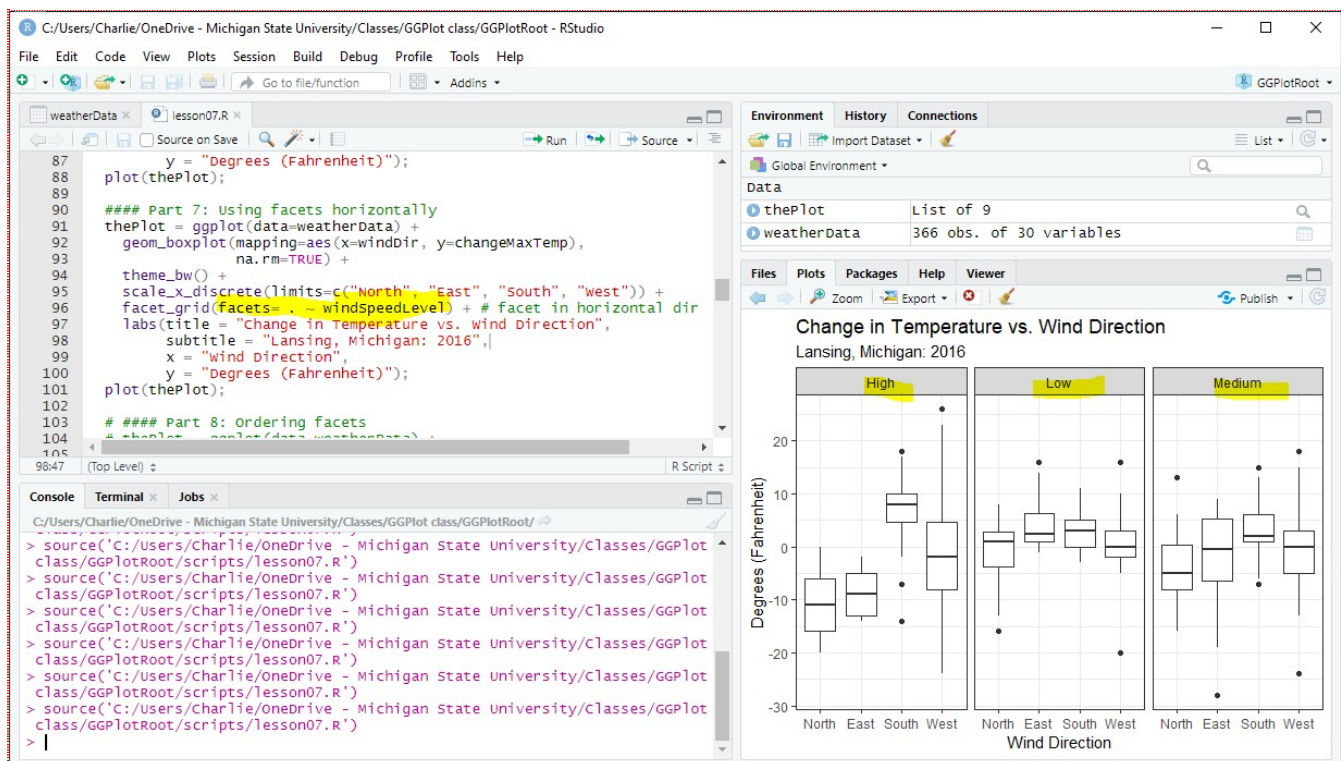 C:/Users/Charlie/OneDrive - Michigan State University/Classes/GGPlot class/GGPlotRoot - RStudio
File Edit Code View Plots Session Build Debug Profile Tools Help
Go to file/function Addins GGPlotRoot
weatherData lesson07.R
Source on Save Run Source
87 y = "Degrees (Fahrenheit)");
88 plot(thePlot);
89
90 #### Part 7: Using facets horizontally
91 thePlot = ggplot(data=weatherData) +
92 geom_boxplot(mapping=aes(x=windDir, y=changeMaxTemp),
93 na.rm=TRUE) +
94 theme_bw() +
95 scale_x_discrete(limits=c("North", "East", "South", "West")) +
96 facet_grid(facets= . ~ windSpeedLevel) + # facet in horizontal dir
97 labs(title = "Change in Temperature vs. Wind Direction",
98 subtitle = "Lansing, Michigan: 2016",
99 x = "Wind Direction",
100 y = "Degrees (Fahrenheit)");
101 plot(thePlot);
102
103 # #### Part 8: Ordering facets
104 # thePlot = ggplot(data=weatherData) +
105
98:47 (Top Level) R Script
Console Terminal Jobs
C:/Users/Charlie/OneDrive - Michigan State University/Classes/GGPlot class/GGPlotRoot/
class/GGPlotRoot/scripts/lesson07.R')
> source('C:/Users/Charlie/OneDrive - Michigan State University/Classes/GGPlot
class/GGPlotRoot/scripts/lesson07.R')
> source('C:/Users/Charlie/OneDrive - Michigan State University/Classes/GGPlot
class/GGPlotRoot/scripts/lesson07.R')
> source('C:/Users/Charlie/OneDrive - Michigan State University/Classes/GGPlot
class/GGPlotRoot/scripts/lesson07.R')
> source('C:/Users/Charlie/OneDrive - Michigan State University/Classes/GGPlot
class/GGPlotRoot/scripts/lesson07.R')
> source('C:/Users/Charlie/OneDrive - Michigan State University/Classes/GGPlot
class/GGPlotRoot/scripts/lesson07.R')
> source('C:/Users/Charlie/OneDrive - Michigan State University/Classes/GGPlot
class/GGPlotRoot/scripts/lesson07.R')
>
Environment History Connections
Import Dataset List
Global Environment
Data
thePlot List of 9
weatherData 366 obs. of 30 variables
Files Plots Packages Help Viewer
Zoom Export Publish
Change in Temperature vs. Wind Direction
Lansing, Michigan: 2016
High Low Medium
20
10
0
-10
-20
-30
Degrees (Fahrenheit)
North East South West North East South West North East South West
Wind Direction